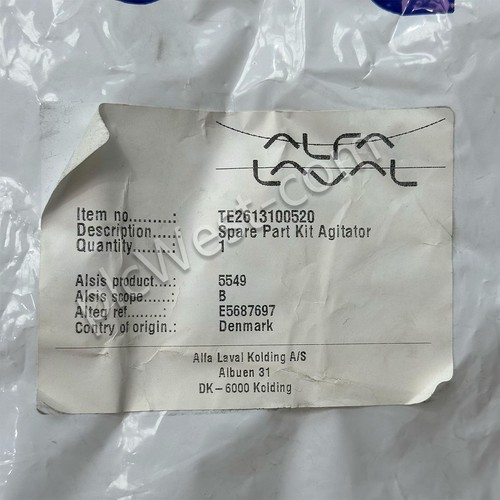 ALFA
LAVAL
Item no.........: TE2613100520
Description.....: Spare Part Kit Agitator
Quantity........: 1
Alsis product....: 5549
Alsis scope......: B
Alteq ref........: E5687697
Contry of origin.: Denmark
Alfa Laval Kolding A/S
Albuen 31
DK-6000 Kolding